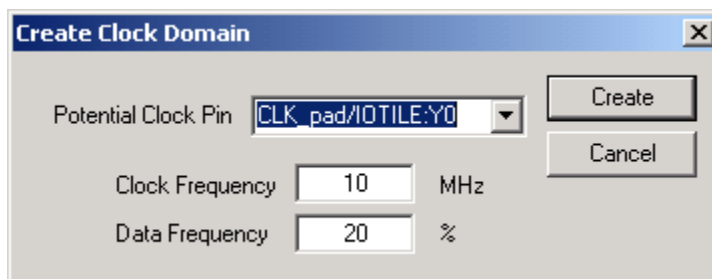 Create Clock Domain
Potential Clock Pin CLK_pad/IOTILE:Y0 Create
Cancel
Clock Frequency 10 MHz
Data Frequency 20 %